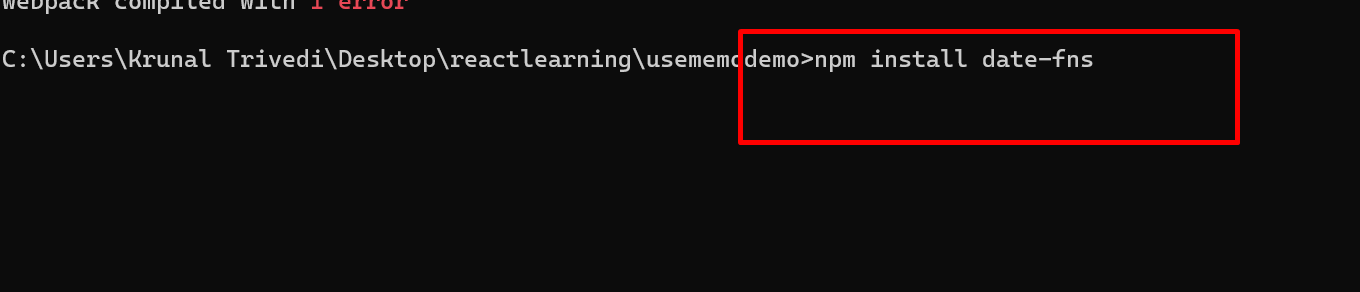 webpack compiled with 1 error
C:\Users\Krunal Trivedi\Desktop\reactlearning\usememodemo>npm install date-fns